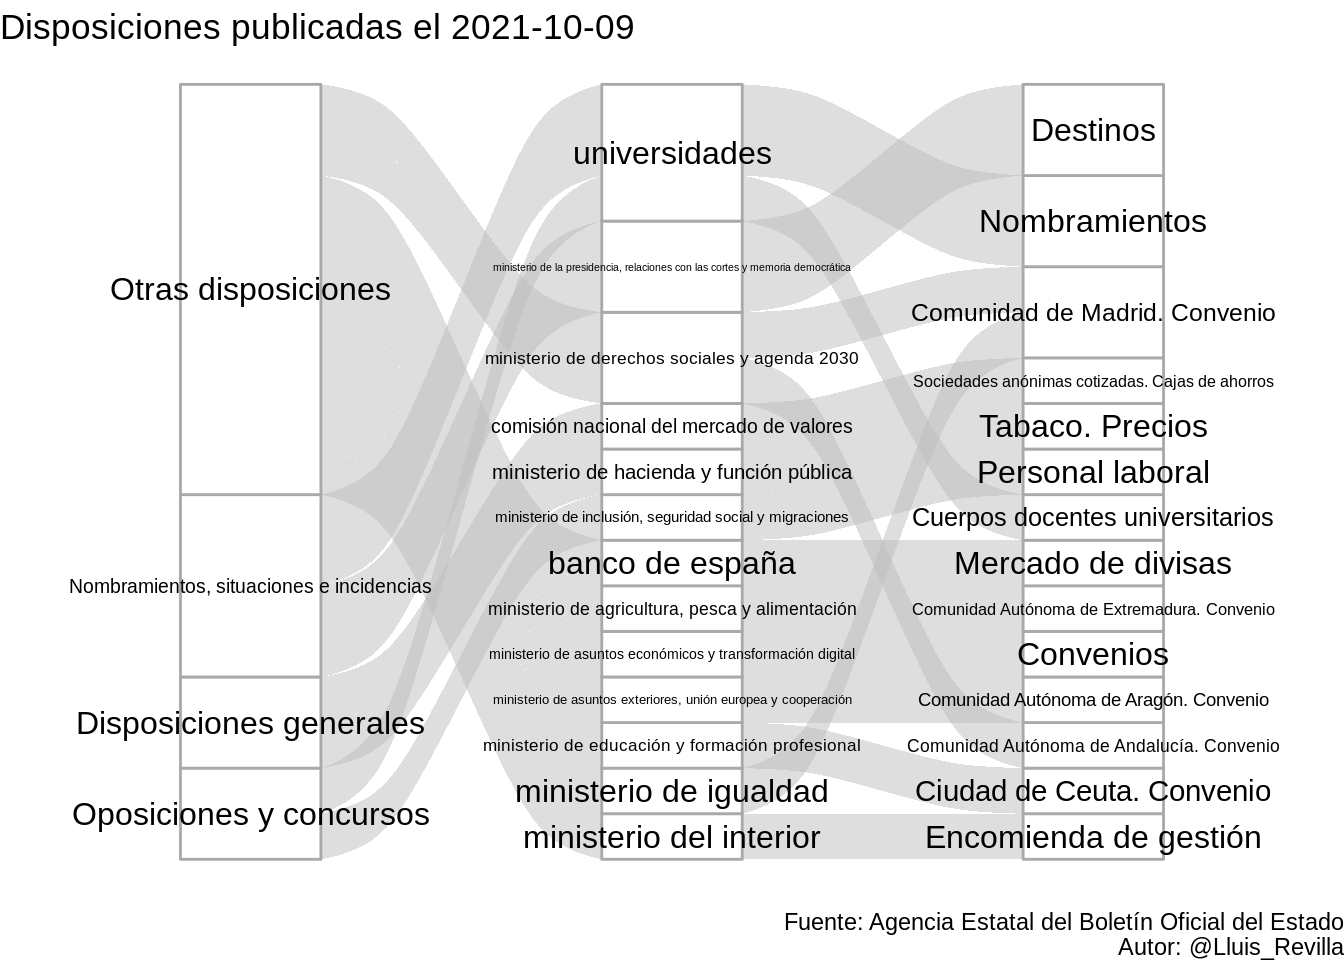 Disposiciones publicadas el 2021-10-09
Otras disposiciones
Nombramientos, situaciones e incidencias
Disposiciones generales
Oposiciones y concursos
universidades
ministerio de la presidencia, relaciones con las cortes y memoria democrática
ministerio de derechos sociales y agenda 2030
comisión nacional del mercado de valores
ministerio de hacienda y función pública
ministerio de inclusión, seguridad social y migraciones
banco de españa
ministerio de agricultura, pesca y alimentación
ministerio de asuntos económicos y transformación digital
ministerio de asuntos exteriores, unión europea y cooperación
ministerio de educación y formación profesional
ministerio de igualdad
ministerio del interior
Destinos
Nombramientos
Comunidad de Madrid. Convenio
Sociedades anónimas cotizadas. Cajas de ahorros
Tabaco. Precios
Personal laboral
Cuerpos docentes universitarios
Mercado de divisas
Comunidad Autónoma de Extremadura. Convenio
Convenios
Comunidad Autónoma de Aragón. Convenio
Comunidad Autónoma de Andalucía. Convenio
Ciudad de Ceuta. Convenio
Encomienda de gestión
Fuente: Agencia Estatal del Boletín Oficial del Estado
Autor: @Lluis_Revilla